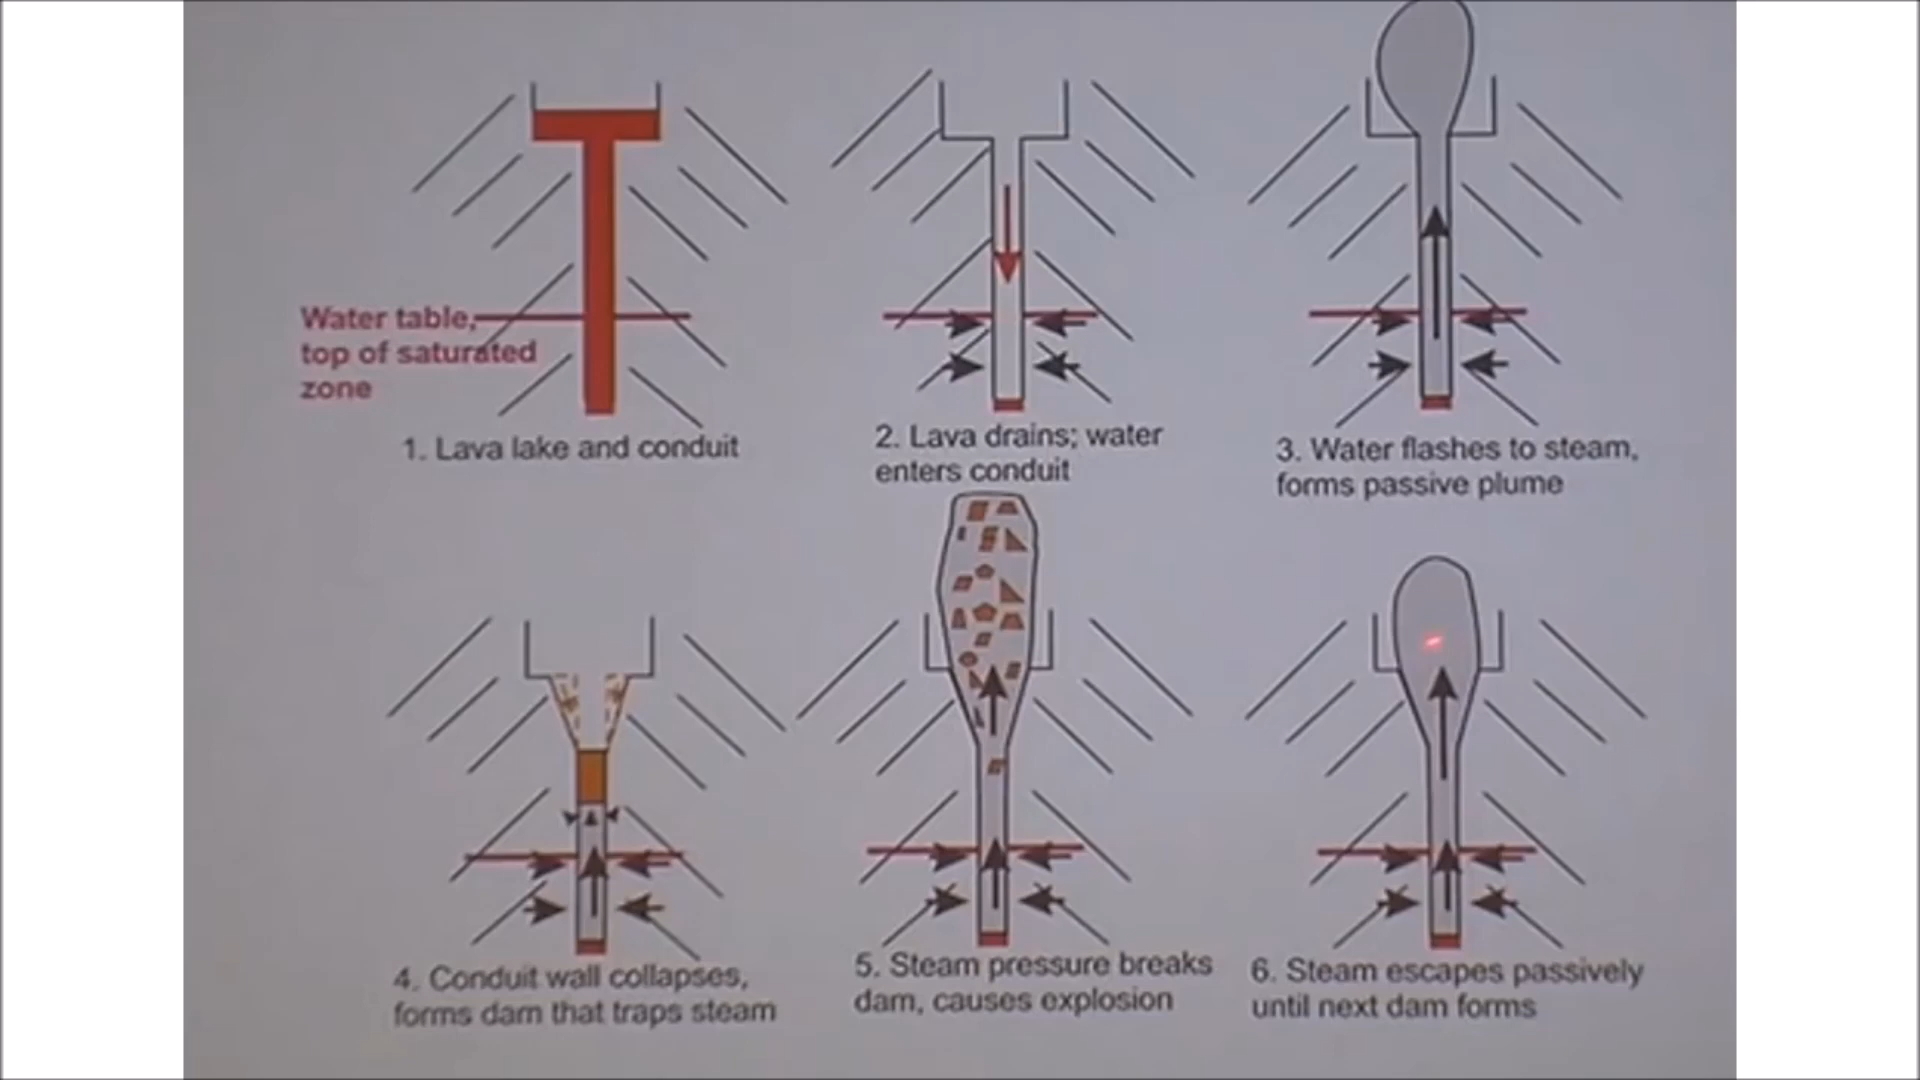 Water table,
top of saturated
zone
1. Lava lake and conduit
2. Lava drains; water
enters conduit
3. Water flashes to steam,
forms passive plume
4. Conduit wall collapses,
forms dam that traps steam
5. Steam pressure breaks
dam, causes explosion
6. Steam escapes passively
until next dam forms